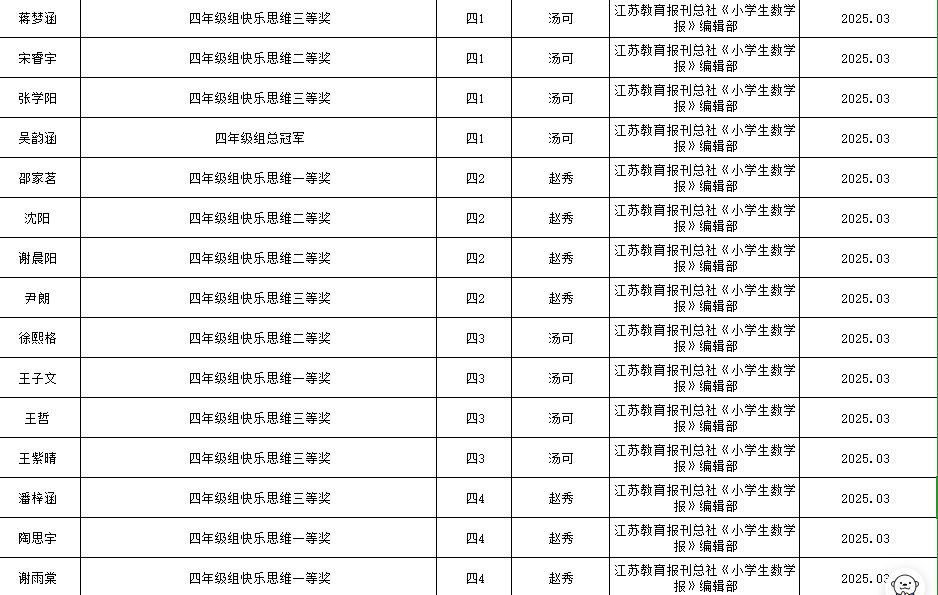 蒋梦涵 四年级组快乐思维三等奖 四1 汤可 江苏教育报刊总社《小学生数学
报》编辑部 2025.03
宋睿宇 四年级组快乐思维二等奖 四1 汤可 江苏教育报刊总社《小学生数学
报》编辑部 2025.03
张学阳 四年级组快乐思维三等奖 四1 汤可 江苏教育报刊总社《小学生数学
报》编辑部 2025.03
吴韵涵 四年级组总冠军 四1 汤可 江苏教育报刊总社《小学生数学
报》编辑部 2025.03
邵家茗 四年级组快乐思维一等奖 四2 赵秀 江苏教育报刊总社《小学生数学
报》编辑部 2025.03
沈阳 四年级组快乐思维二等奖 四2 赵秀 江苏教育报刊总社《小学生数学
报》编辑部 2025.03
谢晨阳 四年级组快乐思维二等奖 四2 赵秀 江苏教育报刊总社《小学生数学
报》编辑部 2025.03
尹朗 四年级组快乐思维三等奖 四2 赵秀 江苏教育报刊总社《小学生数学
报》编辑部 2025.03
徐熙格 四年级组快乐思维二等奖 四3 汤可 江苏教育报刊总社《小学生数学
报》编辑部 2025.03
王子文 四年级组快乐思维一等奖 四3 汤可 江苏教育报刊总社《小学生数学
报》编辑部 2025.03
王哲 四年级组快乐思维三等奖 四3 汤可 江苏教育报刊总社《小学生数学
报》编辑部 2025.03
王紫晴 四年级组快乐思维三等奖 四3 汤可 江苏教育报刊总社《小学生数学
报》编辑部 2025.03
潘梓涵 四年级组快乐思维三等奖 四4 赵秀 江苏教育报刊总社《小学生数学
报》编辑部 2025.03
陶思宇 四年级组快乐思维一等奖 四4 赵秀 江苏教育报刊总社《小学生数学
报》编辑部 2025.03
谢雨棠 四年级组快乐思维一等奖 四4 赵秀 江苏教育报刊总社《小学生数学
报》编辑部 2025.03